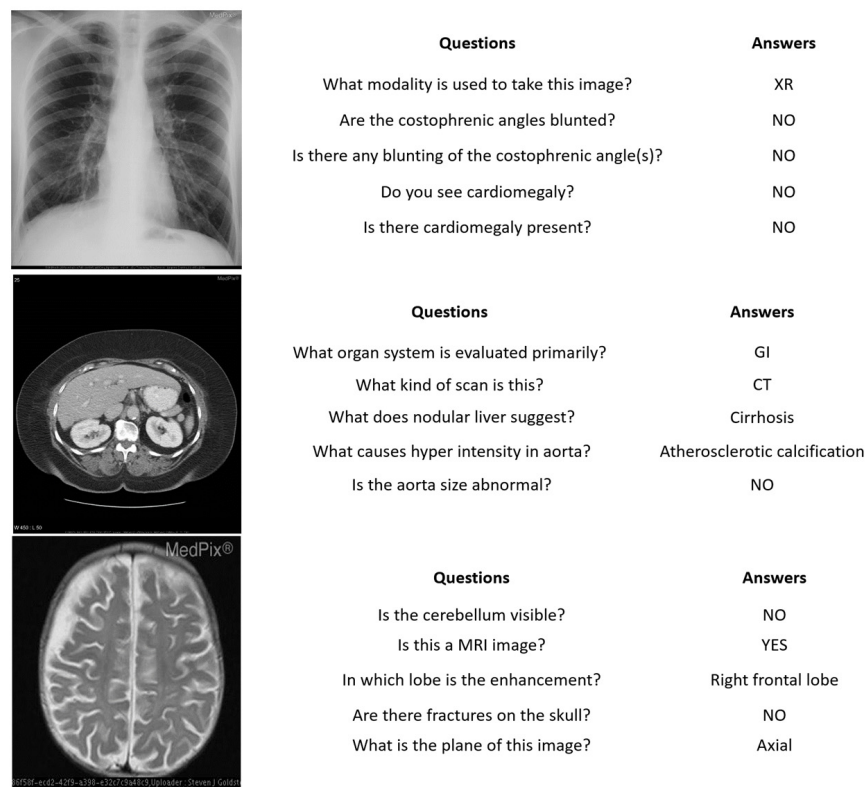 MedPix®
Questions Answers
What modality is used to take this image? XR
Are the costophrenic angles blunted? NO
Is there any blunting of the costophrenic angle(s)? NO
Do you see cardiomegaly? NO
Is there cardiomegaly present? NO
25 MedPix®
Questions Answers
What organ system is evaluated primarily? GI
What kind of scan is this? CT
What does nodular liver suggest? Cirrhosis
What causes hyper intensity in aorta? Atherosclerotic calcification
Is the aorta size abnormal? NO
W 450 : L 50
MedPix®
Questions Answers
Is the cerebellum visible? NO
Is this a MRI image? YES
In which lobe is the enhancement? Right frontal lobe
Are there fractures on the skull? NO
What is the plane of this image? Axial
Uploader : Steven J Goldst